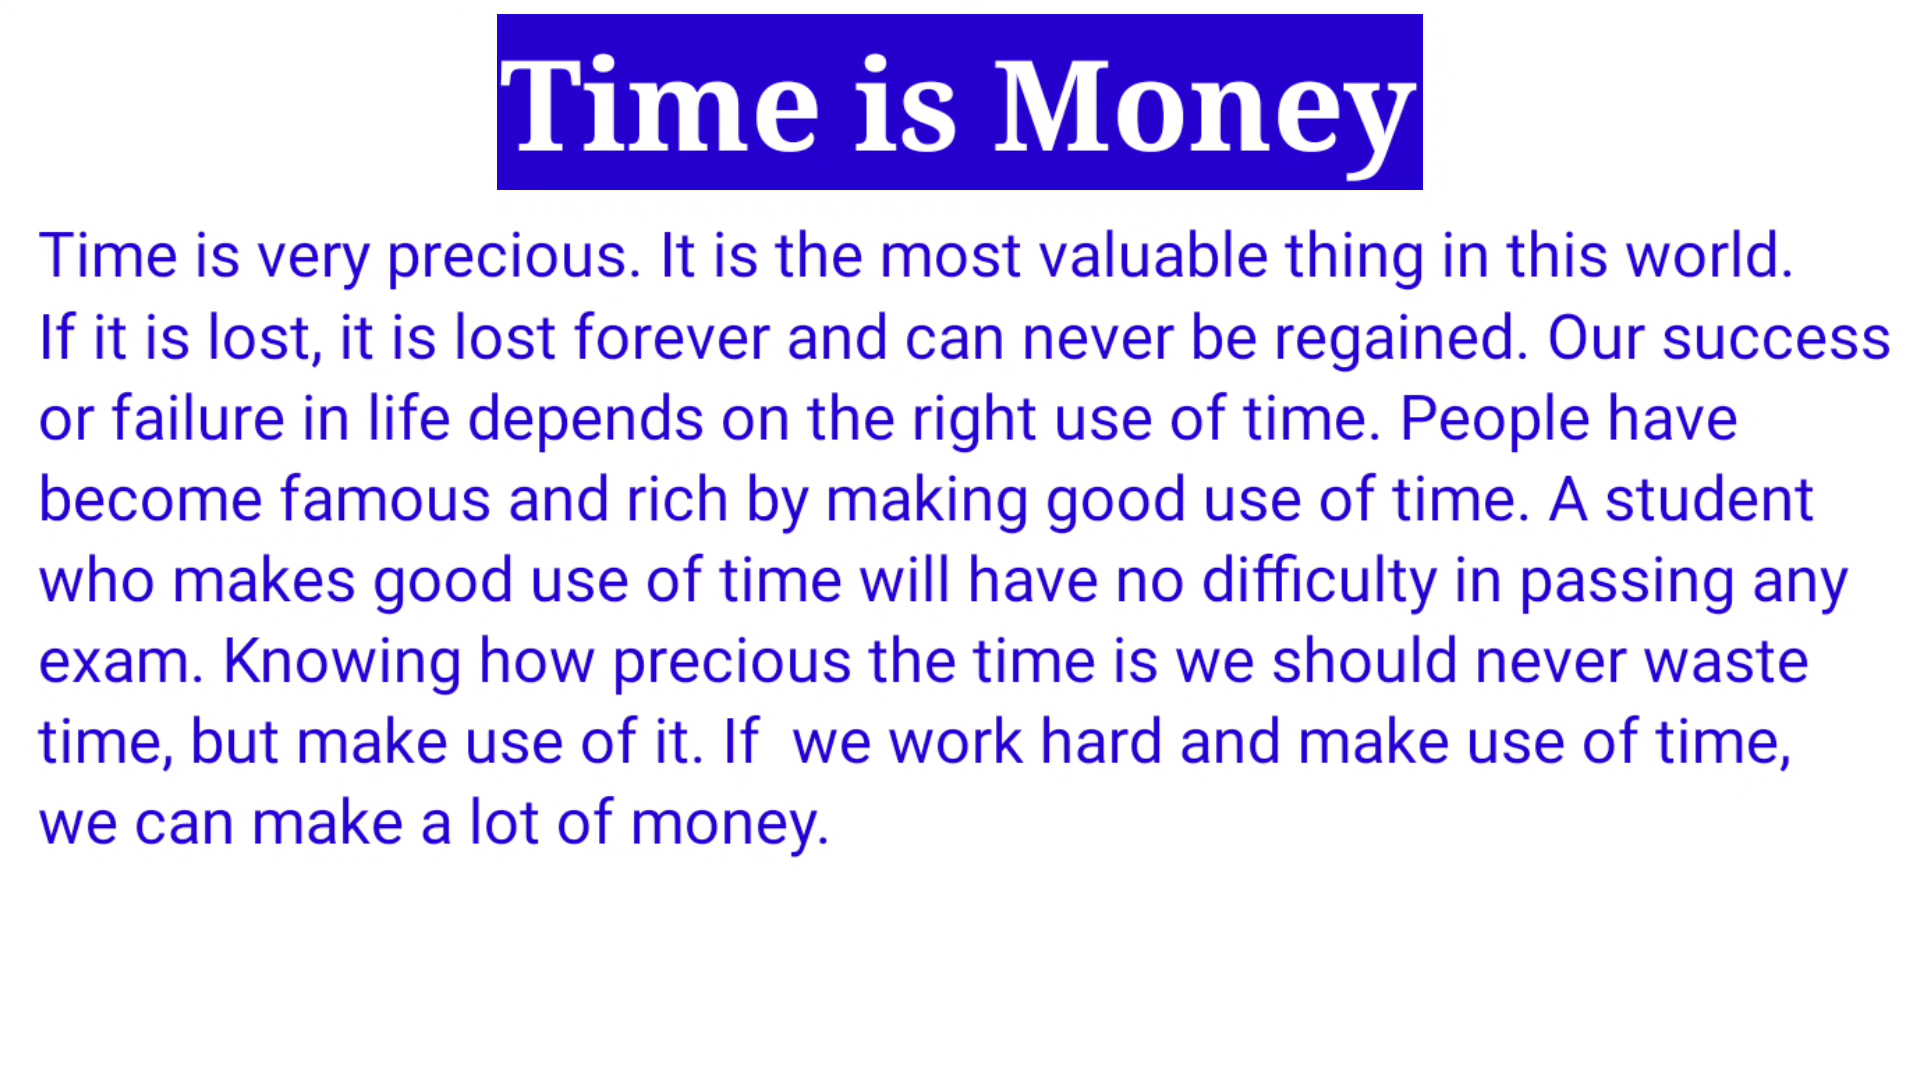 Time is Money
Time is very precious. It is the most valuable thing in this world.
If it is lost, it is lost forever and can never be regained. Our success
or failure in life depends on the right use of time. People have
become famous and rich by making good use of time. A student
who makes good use of time will have no difficulty in passing any
exam. Knowing how precious the time is we should never waste
time, but make use of it. If  we work hard and make use of time,
we can make a lot of money.